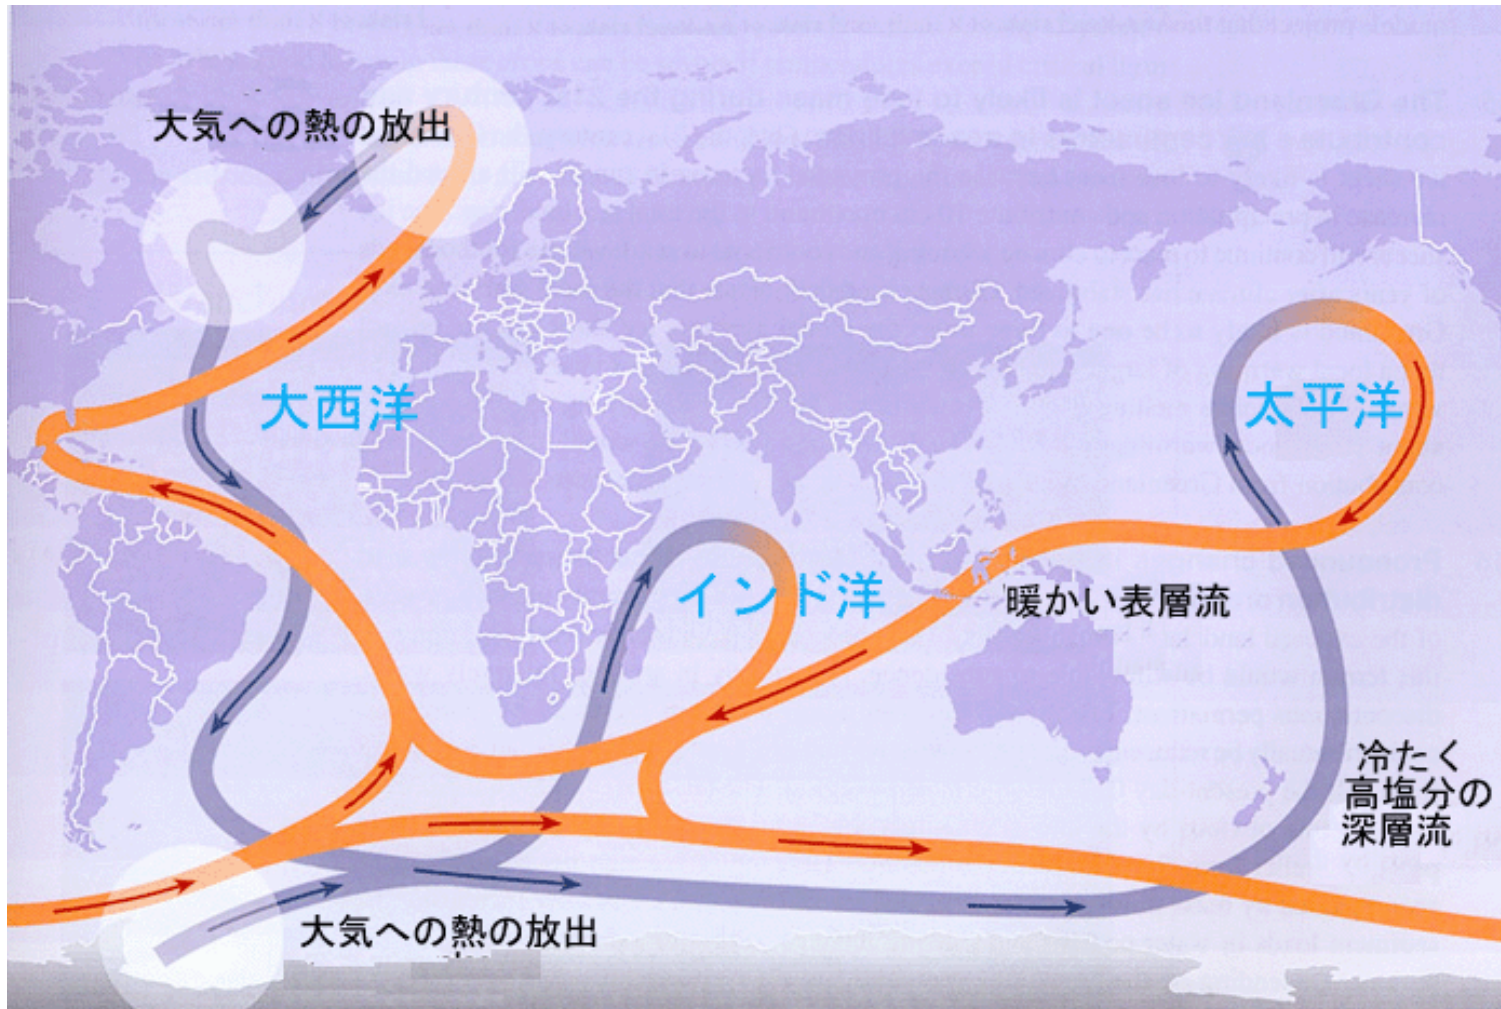 大気への熱の放出
大西洋
太平洋
インド洋
暖かい表層流
冷たく
高塩分の
深層流
大気への熱の放出